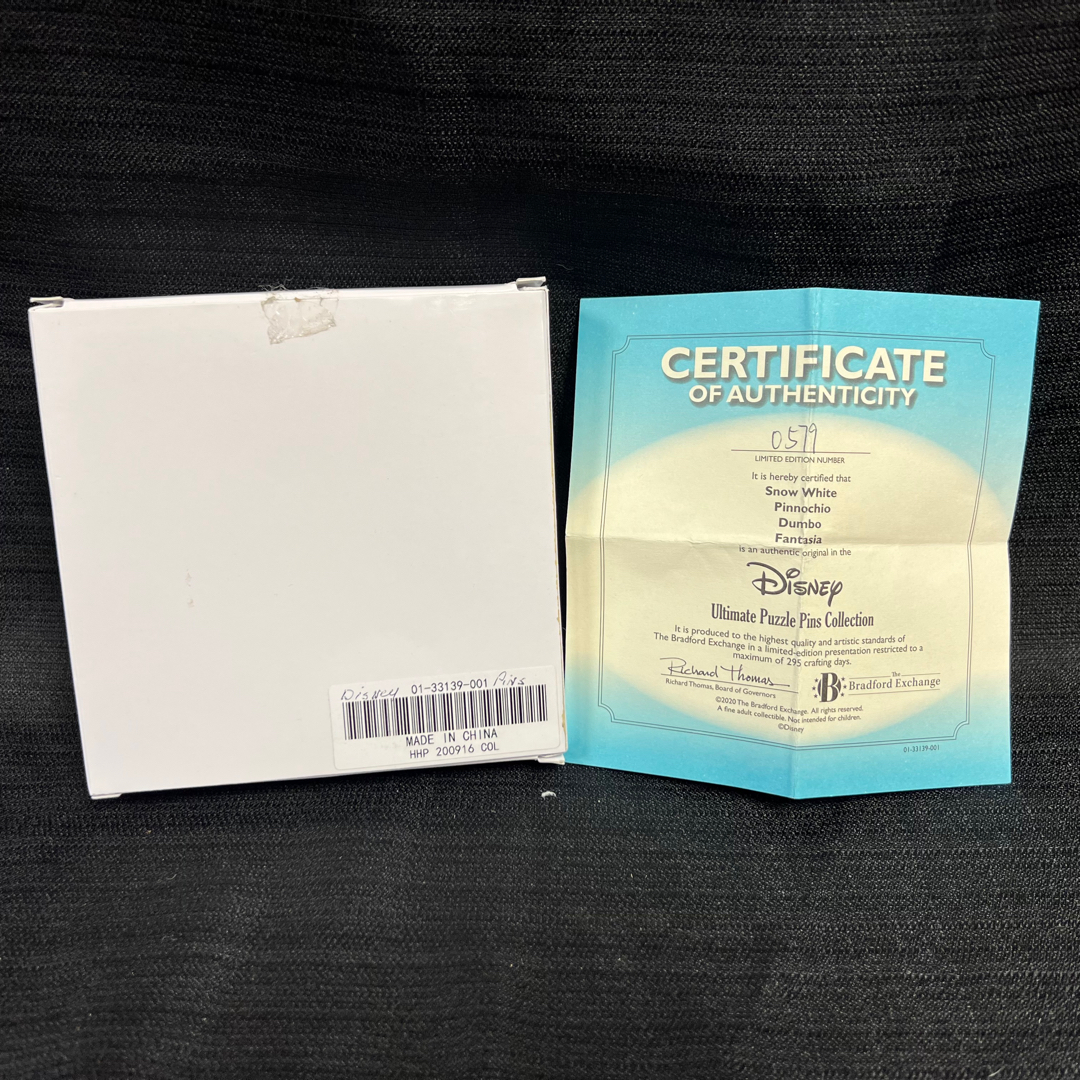 Disney 01-33139-001 Pins
MADE IN CHINA
HHP 200916 COL
CERTIFICATE
OF AUTHENTICITY
0579
LIMITED EDITION NUMBER
It is hereby certified that
Snow White
Pinnochio
Dumbo
Fantasia
is an authentic original in the
Disney
Ultimate Puzzle Pins Collection
It is produced to the highest quality and artistic standards of
The Bradford Exchange in a limited-edition presentation restricted to a
maximum of 295 crafting days.
Richard Thomas
Richard Thomas, Board of Governors
B The Bradford Exchange
©2020 The Bradford Exchange. All rights reserved.
A fine adult collectible. Not intended for children.
©Disney
01-33139-001